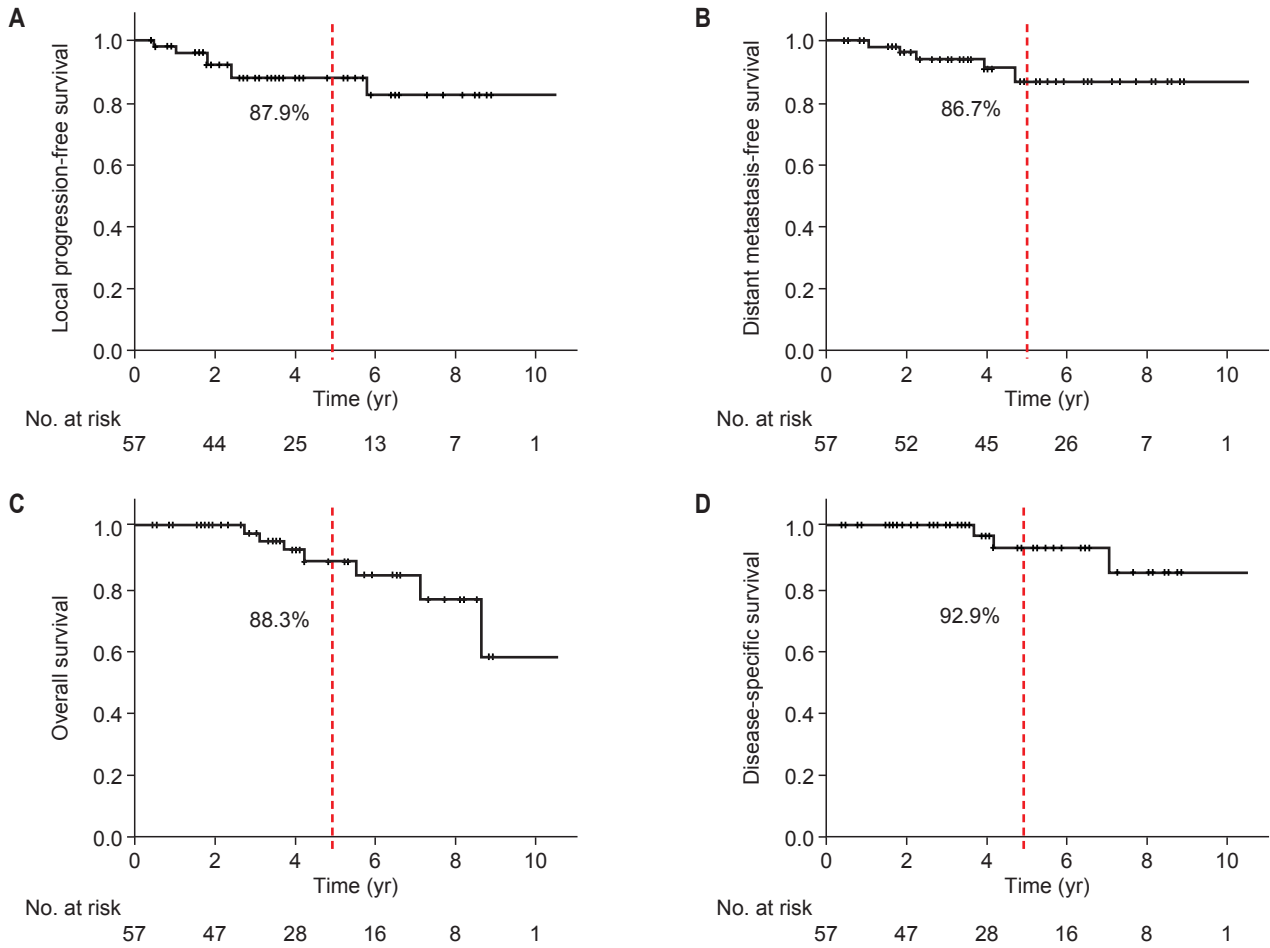 A
Local progression-free survival
1.0
0.8
0.6
0.4
0.2
0.0
87.9%
0 2 4 6 8 10
Time (yr)
No. at risk
57 44 25 13 7 1
B
Distant metastasis-free survival
1.0
0.8
0.6
0.4
0.2
0.0
86.7%
0 2 4 6 8 10
Time (yr)
No. at risk
57 52 45 26 7 1
C
Overall survival
1.0
0.8
0.6
0.4
0.2
0.0
88.3%
0 2 4 6 8 10
Time (yr)
No. at risk
57 47 28 16 8 1
D
Disease-specific survival
1.0
0.8
0.6
0.4
0.2
0.0
92.9%
0 2 4 6 8 10
Time (yr)
No. at risk
57 47 28 16 8 1